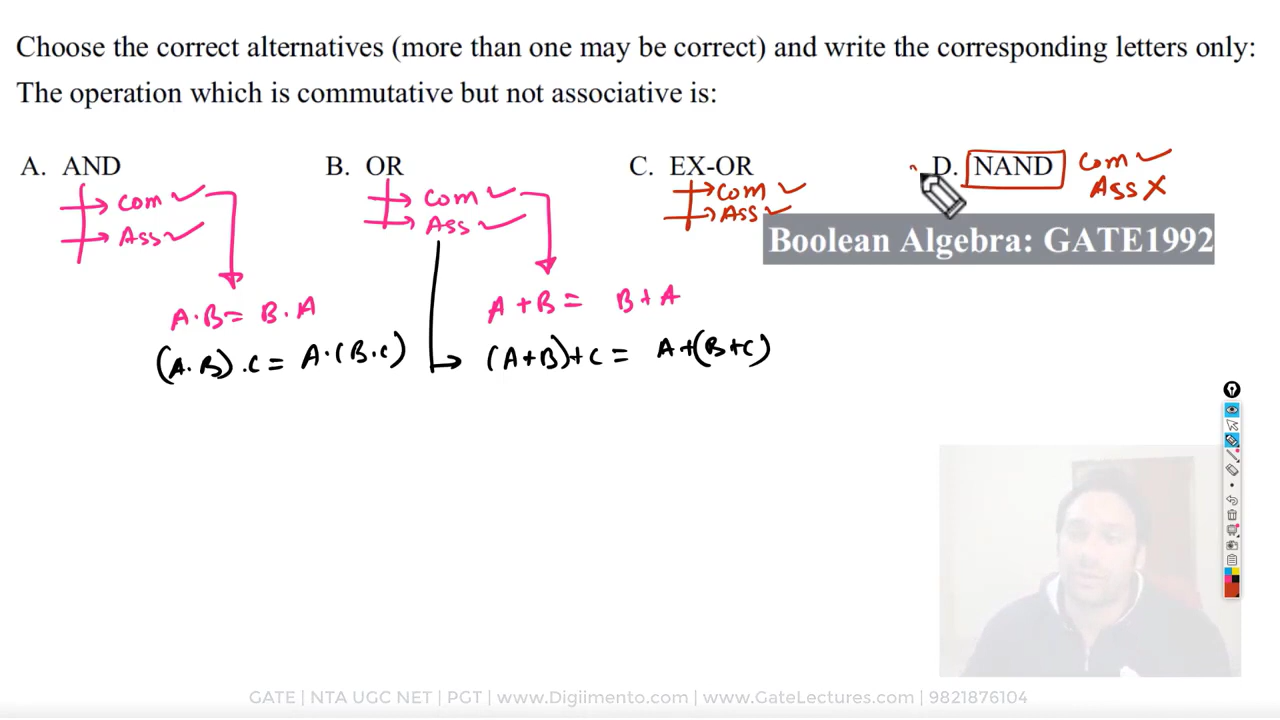 Choose the correct alternatives (more than one may be correct) and write the corresponding letters only:
The operation which is commutative but not associative is:
A. AND B. OR C. EX-OR D. NAND Com ✓
Ass X
Com ✓ Com ✓ Com ✓
Ass ✓ Ass ✓ Ass ✓
Boolean Algebra: GATE1992
A·B = B·A A+B = B+A
(A·B)·C = A·(B·C) (A+B)+C = A+(B+C)
GATE | NTA UGC NET | PGT | www.Digiimento.com | www.GateLectures.com | 9821876104